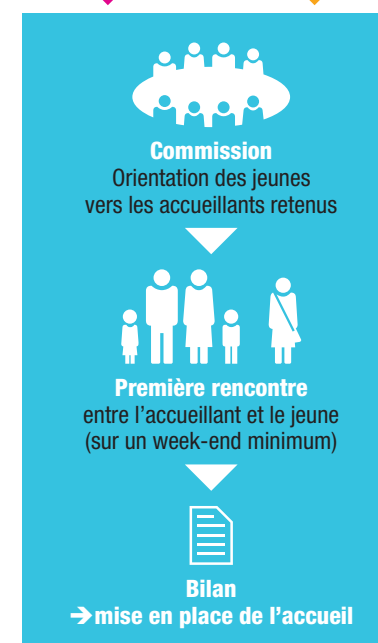 Commission
Orientation des jeunes
vers les accueillants retenus
Première rencontre
entre l'accueillant et le jeune
(sur un week-end minimum)
Bilan
➔mise en place de l'accueil